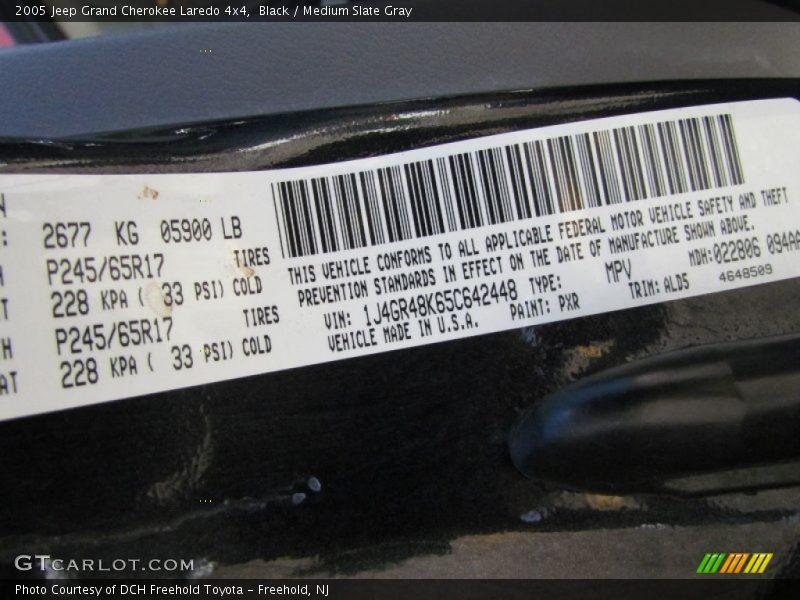 2005 Jeep Grand Cherokee Laredo 4x4, Black / Medium Slate Gray
2677 KG 05900 LB
P245/65R17 TIRES
228 KPA ( 33 PSI) COLD
P245/65R17 TIRES
228 KPA ( 33 PSI) COLD
THIS VEHICLE CONFORMS TO ALL APPLICABLE FEDERAL MOTOR VEHICLE SAFETY AND THEFT
PREVENTION STANDARDS IN EFFECT ON THE DATE OF MANUFACTURE SHOWN ABOVE.
VIN: 1J4GR48K65C642448 TYPE: MPV MDH:022806 094AA
VEHICLE MADE IN U.S.A. PAINT: PXR TRIM: ALD5 4648509
GTCARLOT.COM
Photo Courtesy of DCH Freehold Toyota - Freehold, NJ